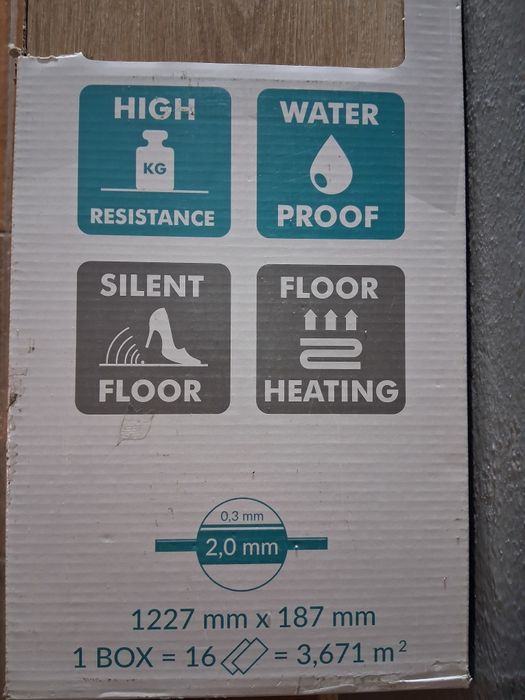 HIGH
KG
RESISTANCE
WATER
PROOF
SILENT
FLOOR
FLOOR
HEATING
0,3 mm
2,0 mm
1227 mm x 187 mm
1 BOX = 16 = 3,671 m²